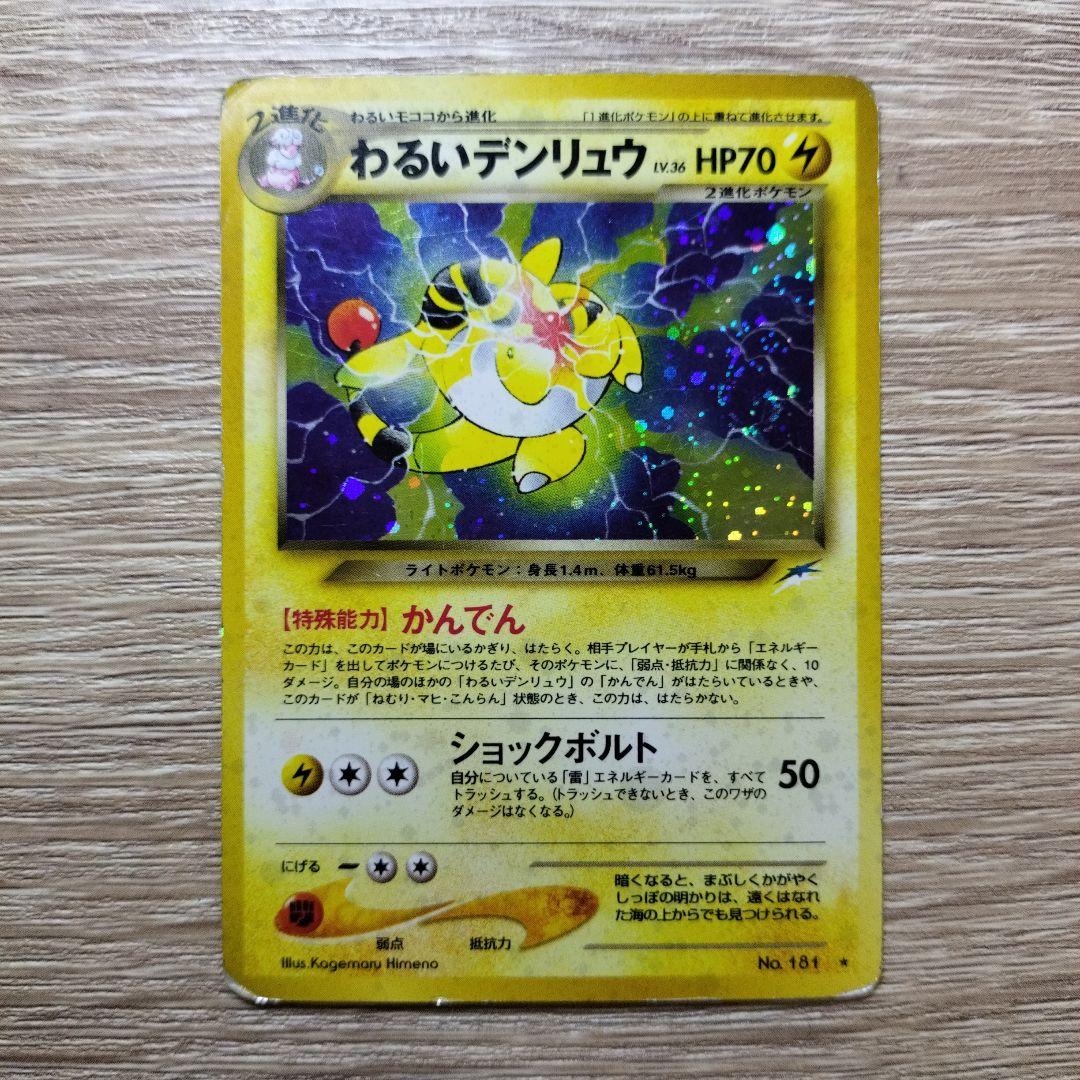 2進化
わるいモココから進化 「1進化ポケモン」の上に重ねて進化させます。
わるいデンリュウ LV.36 HP70
2進化ポケモン
ライトポケモン：身長1.4m、体重61.5kg
【特殊能力】かんでん
この力は、このカードが場にいるかぎり、はたらく。相手プレイヤーが手札から「エネルギー
カード」を出してポケモンにつけるたび、そのポケモンに、「弱点・抵抗力」に関係なく、10
ダメージ。自分の場のほかの「わるいデンリュウ」の「かんでん」がはたらいているときや、
このカードが「ねむり・マヒ・こんらん」状態のとき、この力は、はたらかない。
ショックボルト 50
自分についている「雷」エネルギーカードを、すべて
トラッシュする。（トラッシュできないとき、このワザの
ダメージはなくなる。）
にげる
暗くなると、まぶしくかがやく
しっぽの明かりは、遠くはなれ
た海の上からでも見つけられる。
弱点 抵抗力
Illus.Kagemaru Himeno No. 181 ★